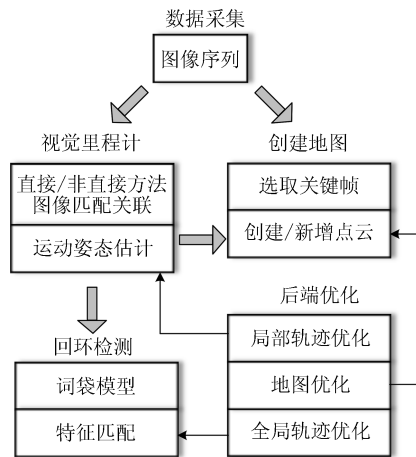 数据采集
图像序列
视觉里程计
直接/非直接方法
图像匹配关联
运动姿态估计
创建地图
选取关键帧
创建/新增点云
回环检测
词袋模型
特征匹配
后端优化
局部轨迹优化
地图优化
全局轨迹优化